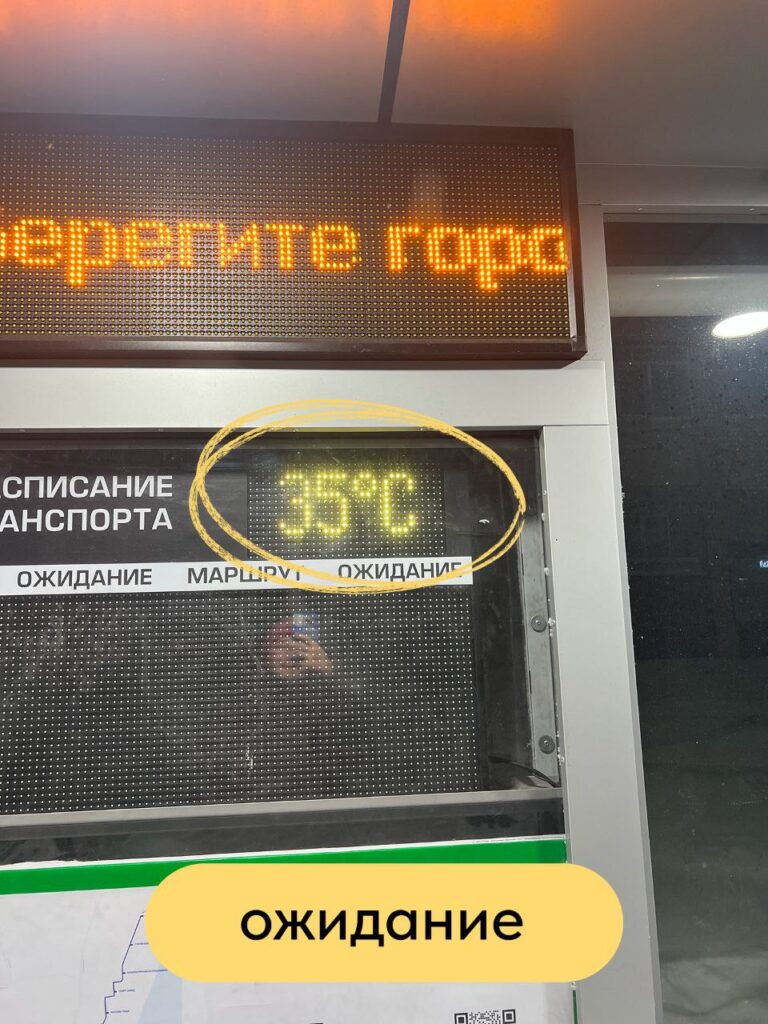 ерегите горо
СПИСАНИЕ
АНСПОРТА
35°C
ОЖИДАНИЕ МАРШРУТ ОЖИДАНИЕ
ожидание